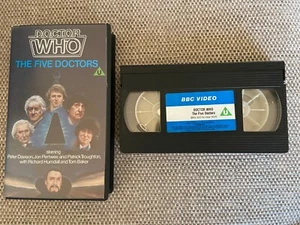 DOCTOR
WHO
THE FIVE DOCTORS
U
starring
Peter Davison, Jon Pertwee and Patrick Troughton,
with Richard Hurndall and Tom Baker
BBC VIDEO
DOCTOR WHO
The Five Doctors
U